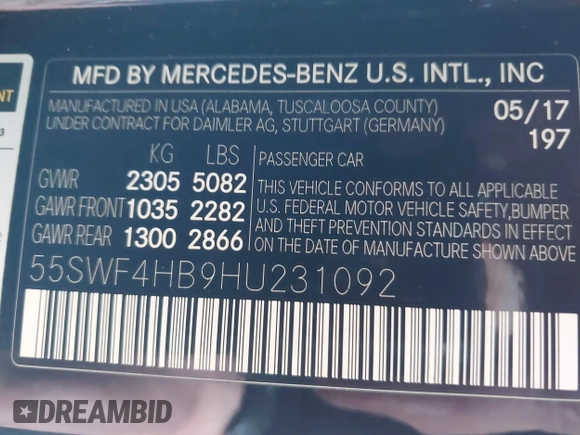 MFD BY MERCEDES-BENZ U.S. INTL., INC
MANUFACTURED IN USA (ALABAMA, TUSCALOOSA COUNTY) 05/17
UNDER CONTRACT FOR DAIMLER AG, STUTTGART (GERMANY) 197
KG LBS PASSENGER CAR
GVWR 2305 5082 THIS VEHICLE CONFORMS TO ALL APPLICABLE
GAWR FRONT 1035 2282 U.S. FEDERAL MOTOR VEHICLE SAFETY, BUMPER
AND THEFT PREVENTION STANDARDS IN EFFECT
GAWR REAR 1300 2866 ON THE DATE OF MANUFACTURE SHOWN ABOVE
55SWF4HB9HU231092
DREAMBID